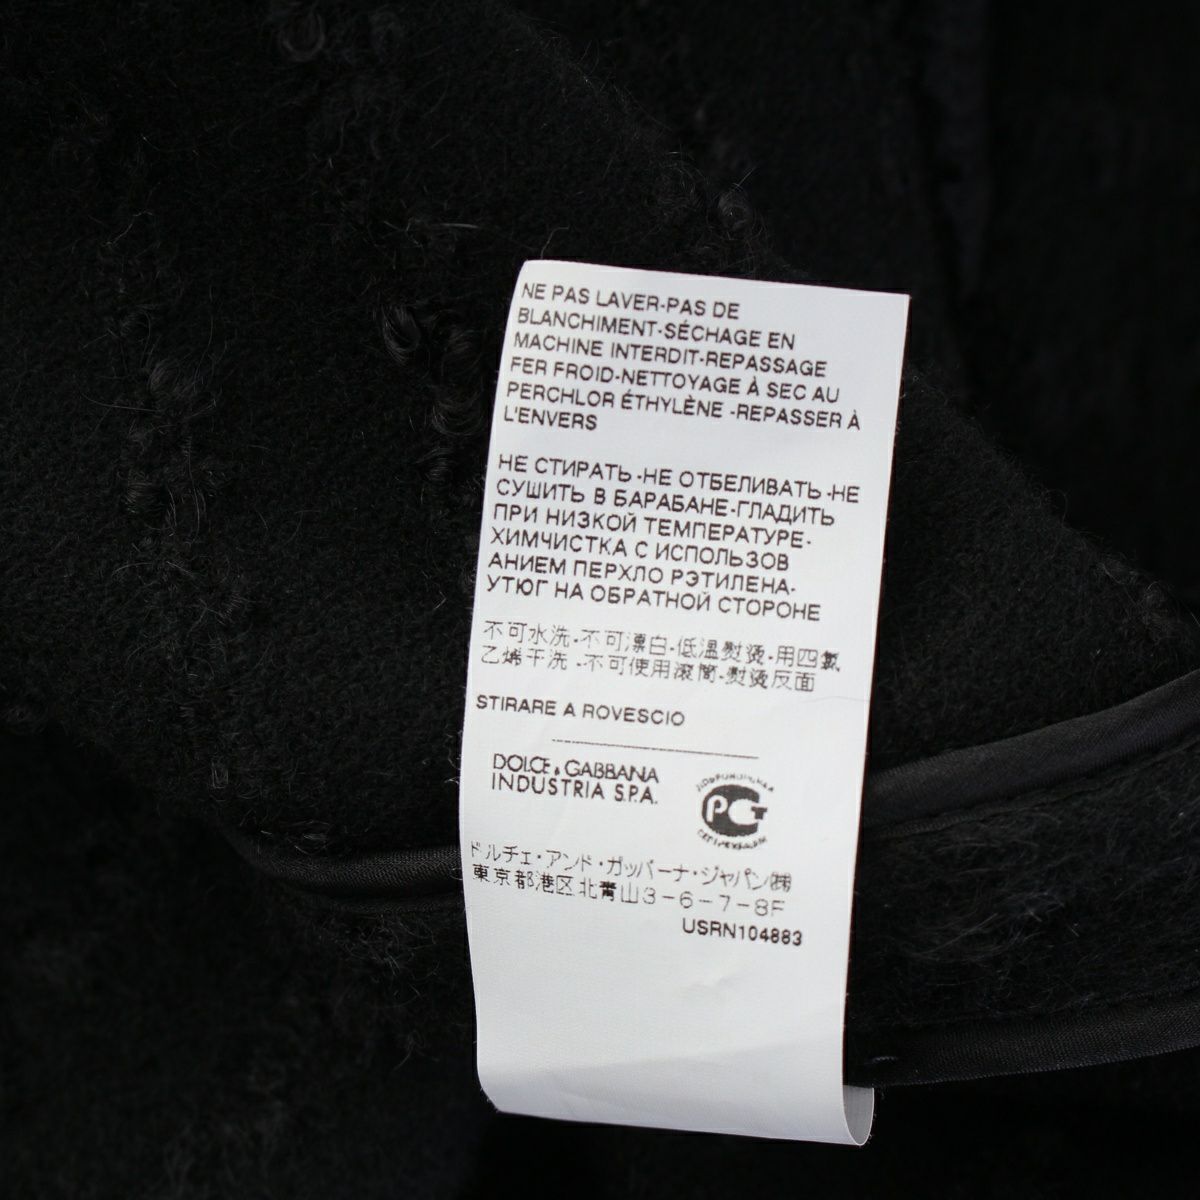 NE PAS LAVER-PAS DE
BLANCHIMENT-SÉCHAGE EN
MACHINE INTERDIT-REPASSAGE
FER FROID-NETTOYAGE À SEC AU
PERCHLOR ÉTHYLÈNE -REPASSER À
L'ENVERS
НЕ СТИРАТЬ -НЕ ОТБЕЛИВАТЬ -НЕ
СУШИТЬ В БАРАБАНЕ-ГЛАДИТЬ
ПРИ НИЗКОЙ ТЕМПЕРАТУРЕ-
ХИМЧИСТКА С ИСПОЛЬЗОВ
АНИЕМ ПЕРХЛО РЭТИЛЕНА-
УТЮГ НА ОБРАТНОЙ СТОРОНЕ
不可水洗-不可漂白-低溫熨燙-用四氯
乙烯干洗 -不可使用滚筒-熨烫反面
STIRARE A ROVESCIO
DOLCE & GABBANA
INDUSTRIA S.P.A.
РСТ
ドルチェ・アンド・ガッバーナ・ジャパン㈱
東京都港区北青山3-6-7-8F
USRN104883